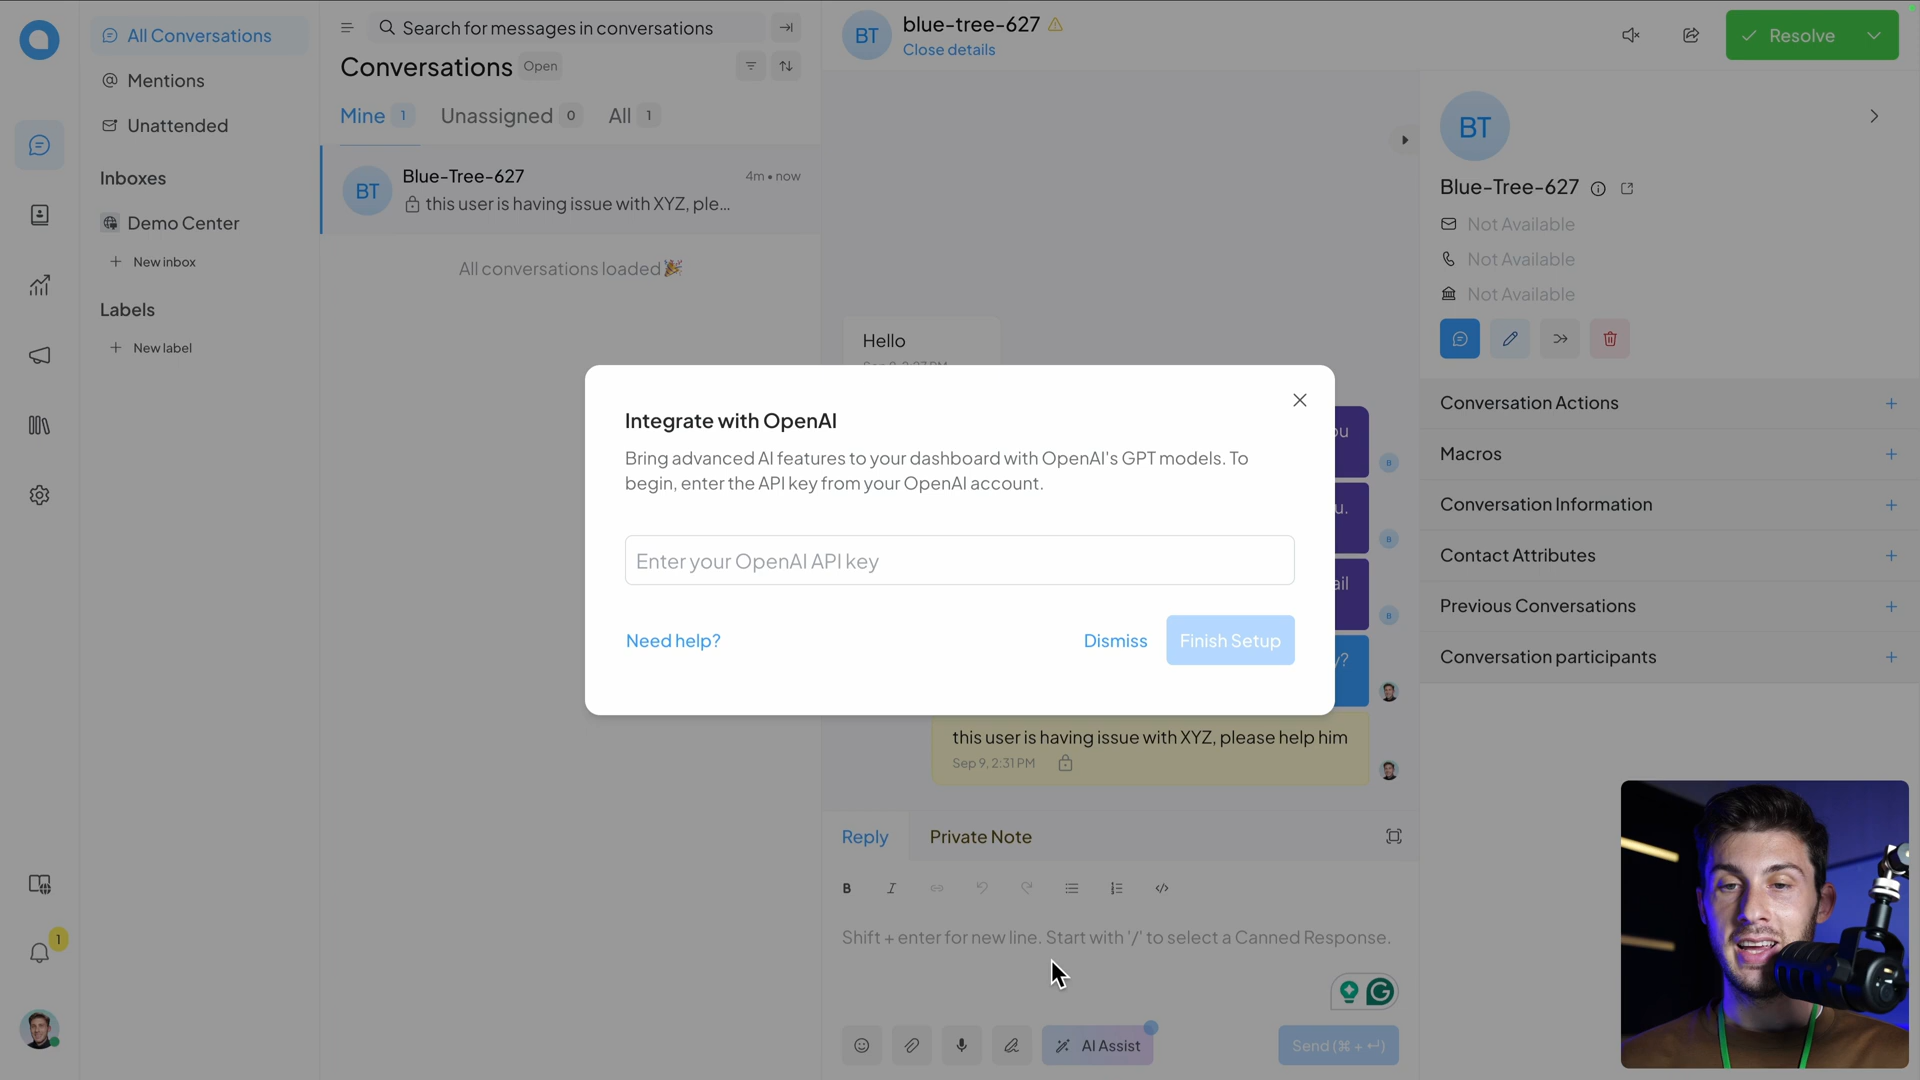 All Conversations
Mentions
Unattended
Inboxes
Demo Center
+ New inbox
Labels
+ New label
1
Search for messages in conversations
Conversations Open
Mine 1 Unassigned 0 All 1
BT
Blue-Tree-627
4m • now
this user is having issue with XYZ, ple...
All conversations loaded 🎉
BT
blue-tree-627
Close details
Resolve
Hello
Integrate with OpenAI
Bring advanced AI features to your dashboard with OpenAI's GPT models. To
begin, enter the API key from your OpenAI account.
Enter your OpenAI API key
Need help?
Dismiss
Finish Setup
B
u.
B
B
y?
this user is having issue with XYZ, please help him
Sep 9, 2:31 PM
Reply
Private Note
B I
Shift + enter for new line. Start with '/' to select a Canned Response.
AI Assist
Send (⌘ + ↵)
BT
Blue-Tree-627
Not Available
Not Available
Not Available
Conversation Actions +
Macros +
Conversation Information +
Contact Attributes +
Previous Conversations +
Conversation participants +